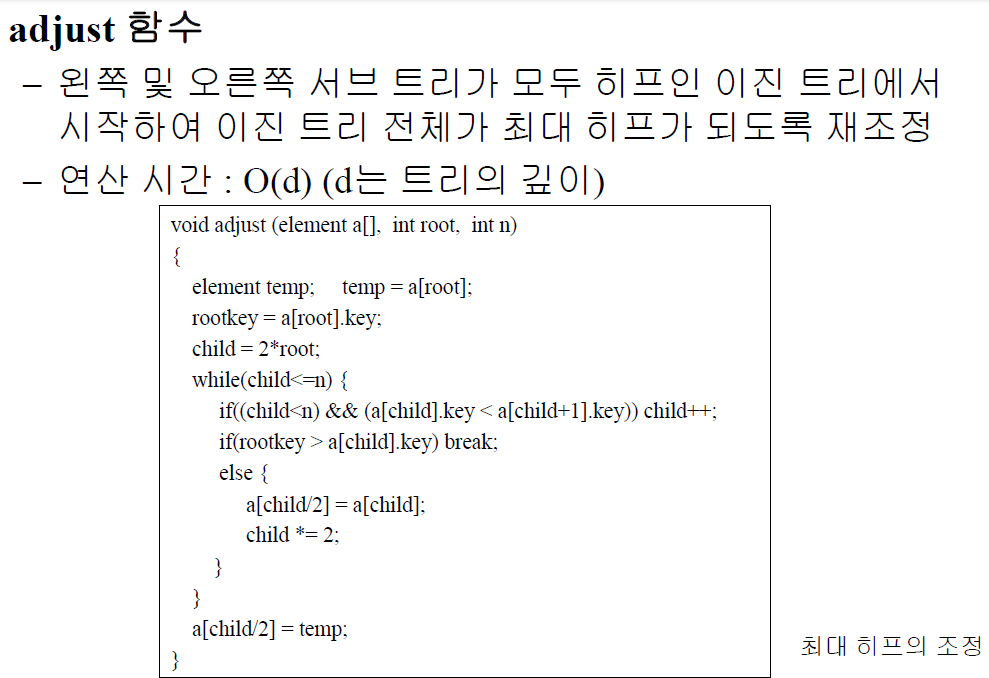 adjust 함수
– 왼쪽 및 오른쪽 서브 트리가 모두 히프인 이진 트리에서
시작하여 이진 트리 전체가 최대 히프가 되도록 재조정
– 연산 시간 : O(d) (d는 트리의 깊이)
void adjust (element a[], int root, int n)
{
element temp; temp = a[root];
rootkey = a[root].key;
child = 2*root;
while(child<=n) {
if((child<n) && (a[child].key < a[child+1].key)) child++;
if(rootkey > a[child].key) break;
else {
a[child/2] = a[child];
child *= 2;
}
}
a[child/2] = temp;
}
최대 히프의 조정